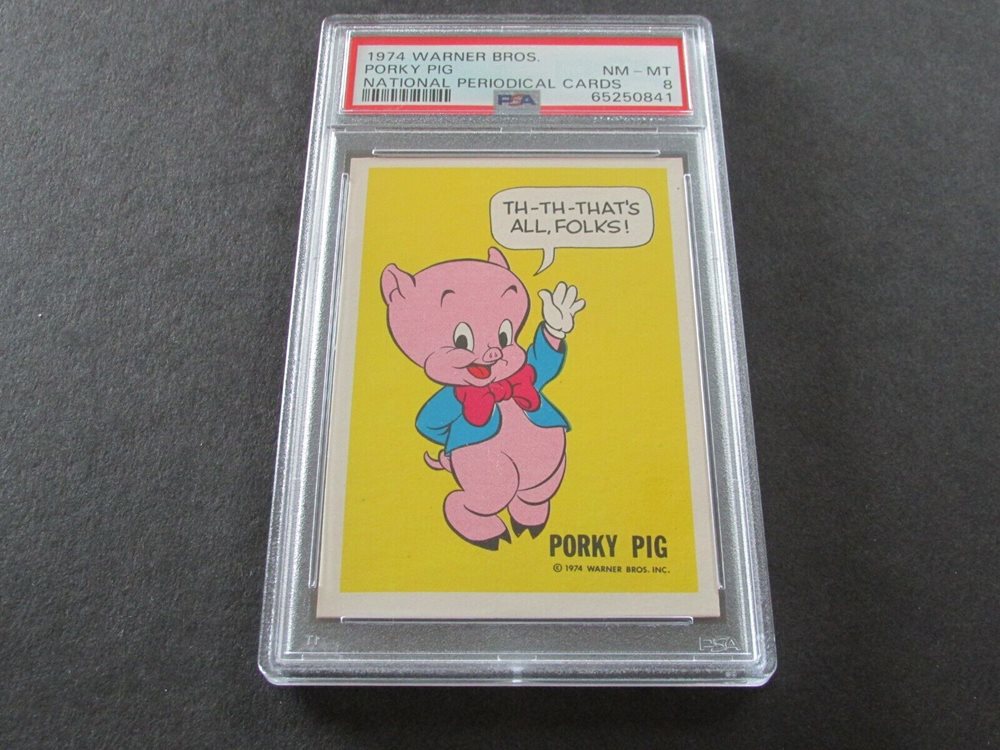 1974 WARNER BROS.
PORKY PIG NM - MT
NATIONAL PERIODICAL CARDS 8
PSA 65250841
TH-TH-THAT'S
ALL, FOLKS!
PORKY PIG
© 1974 WARNER BROS. INC.
PSA